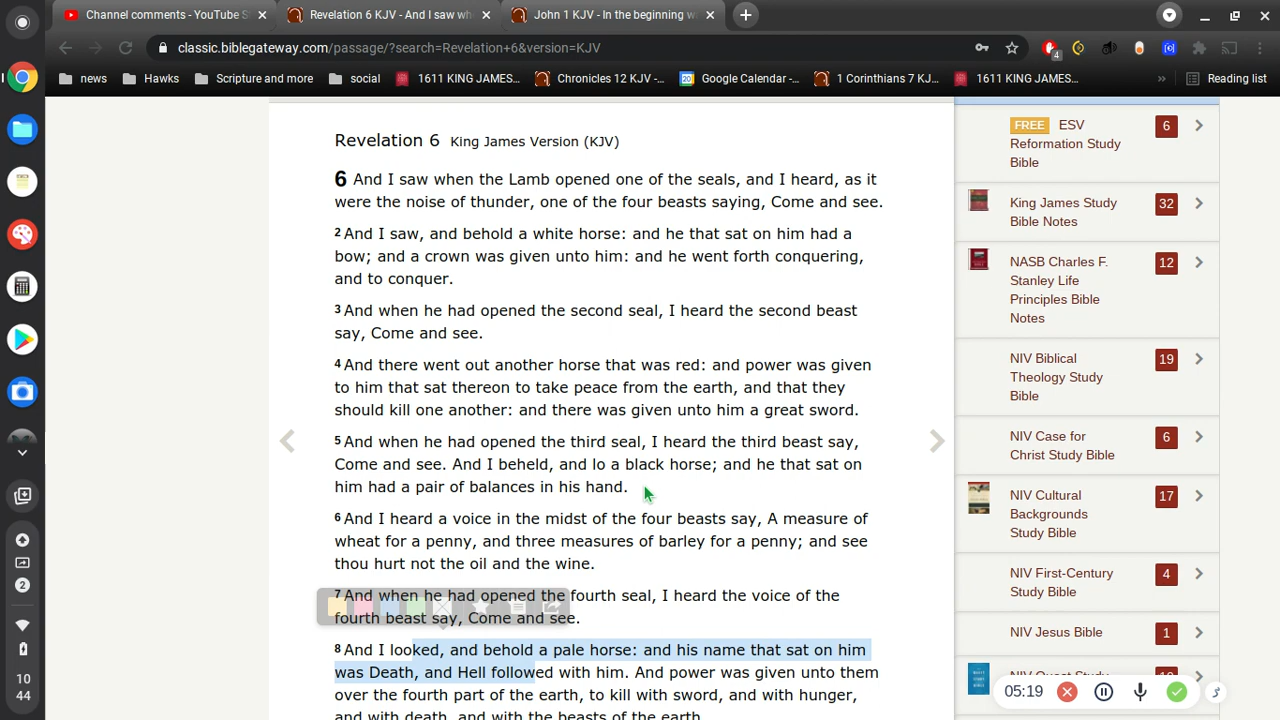 Channel comments - YouTube S
Revelation 6 KJV - And I saw wh
John 1 KJV - In the beginning w
classic.biblegateway.com/passage/?search=Revelation+6&version=KJV
4
news
Hawks
Scripture and more
social
1611 KING JAMES...
Chronicles 12 KJV -...
Google Calendar -...
1 Corinthians 7 KJ...
1611 KING JAMES...
»
Reading list
Revelation 6 King James Version (KJV)
6 And I saw when the Lamb opened one of the seals, and I heard, as it
were the noise of thunder, one of the four beasts saying, Come and see.
2 And I saw, and behold a white horse: and he that sat on him had a
bow; and a crown was given unto him: and he went forth conquering,
and to conquer.
3 And when he had opened the second seal, I heard the second beast
say, Come and see.
4 And there went out another horse that was red: and power was given
to him that sat thereon to take peace from the earth, and that they
should kill one another: and there was given unto him a great sword.
5 And when he had opened the third seal, I heard the third beast say,
Come and see. And I beheld, and lo a black horse; and he that sat on
him had a pair of balances in his hand.
6 And I heard a voice in the midst of the four beasts say, A measure of
wheat for a penny, and three measures of barley for a penny; and see
thou hurt not the oil and the wine.
7 And when he had opened the fourth seal, I heard the voice of the
fourth beast say, Come and see.
8 And I looked, and behold a pale horse: and his name that sat on him
was Death, and Hell followed with him. And power was given unto them
over the fourth part of the earth, to kill with sword, and with hunger,
and with death, and with the beasts of the earth.
FREE ESV
Reformation Study
Bible
6
King James Study
Bible Notes
32
NASB Charles F.
Stanley Life
Principles Bible
Notes
12
NIV Biblical
Theology Study
Bible
19
NIV Case for
Christ Study Bible
6
NIV Cultural
Backgrounds
Study Bible
17
NIV First-Century
Study Bible
4
NIV Jesus Bible
1
05:19
2
10
44